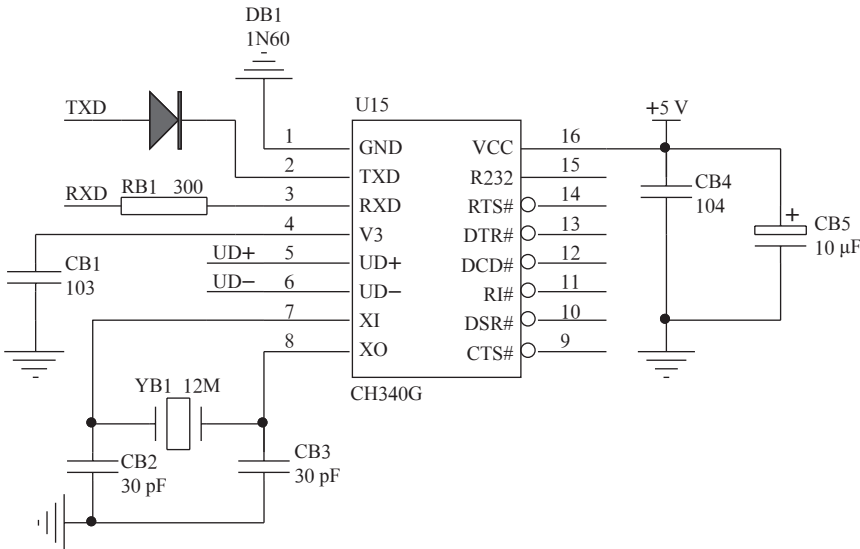 DB1
1N60
TXD
U15
+5 V
1 GND VCC 16
2 TXD R232 15
RXD RB1 300 3 RXD RTS# 14
4 V3 DTR# 13
UD+ 5 UD+ DCD# 12
UD− 6 UD− RI# 11
7 XI DSR# 10
8 XO CTS# 9
CB4
104
+
CB5
10 μF
CB1
103
CH340G
YB1 12M
CB2
30 pF
CB3
30 pF